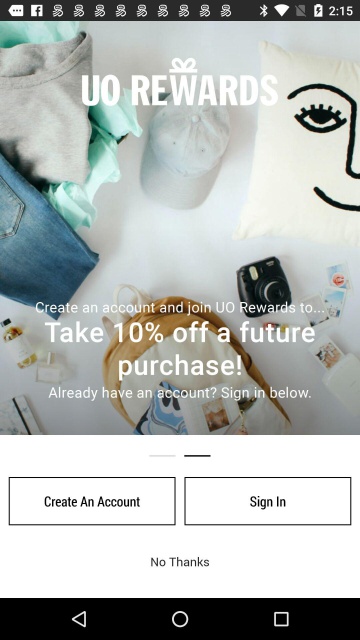 2:15
UO REWARDS
Create an account and join UO Rewards to...
Take 10% off a future
purchase!
Already have an account? Sign in below.
Create An Account
Sign In
No Thanks